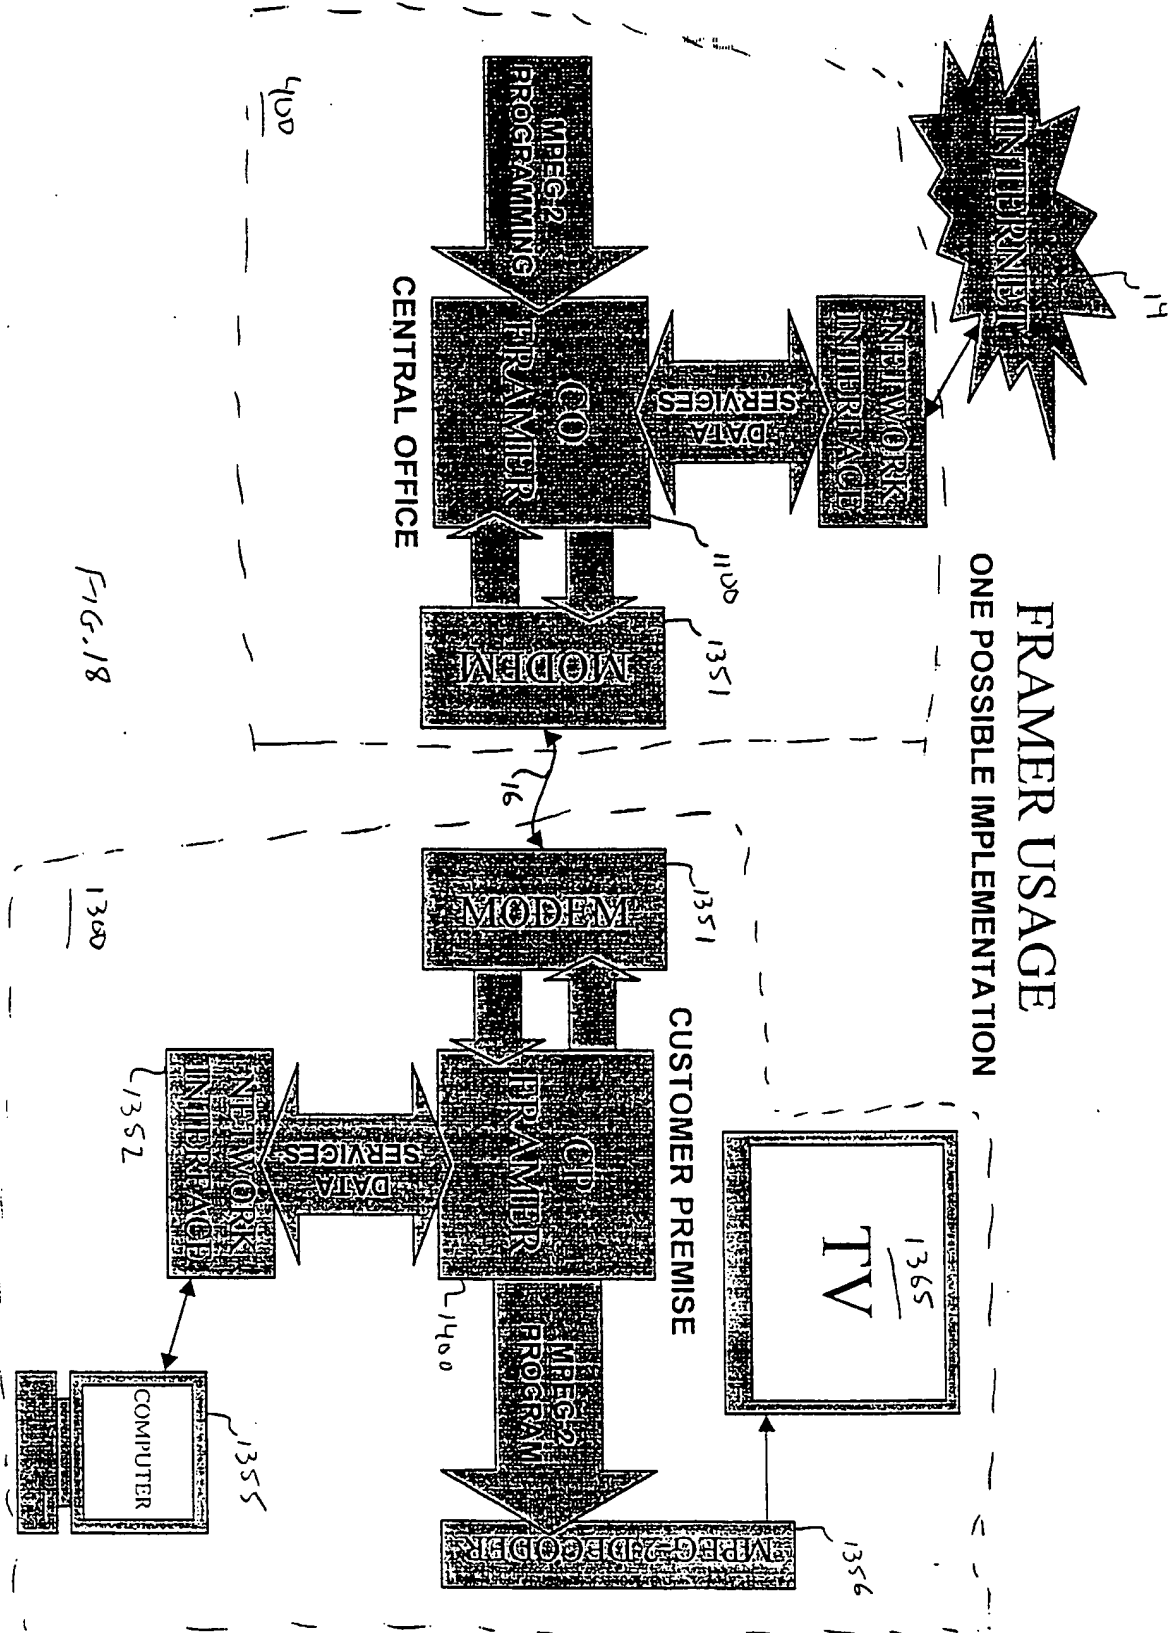 FRAMER USAGE
ONE POSSIBLE IMPLEMENTATION
INTERNET
14
NETWORK
INTERFACE
DATA
SERVICES
MPEG-2
PROGRAMMING
CO
FRAMER
1100
MODEM
1351
CENTRAL OFFICE
400
16
CUSTOMER PREMISE
1351
MODEM
CP
FRAMER
1400
MPEG-2
PROGRAM
MPEG-2 DECODER
1356
1365
TV
DATA
SERVICES
NETWORK
INTERFACE
1352
COMPUTER
1355
1300
FIG. 18